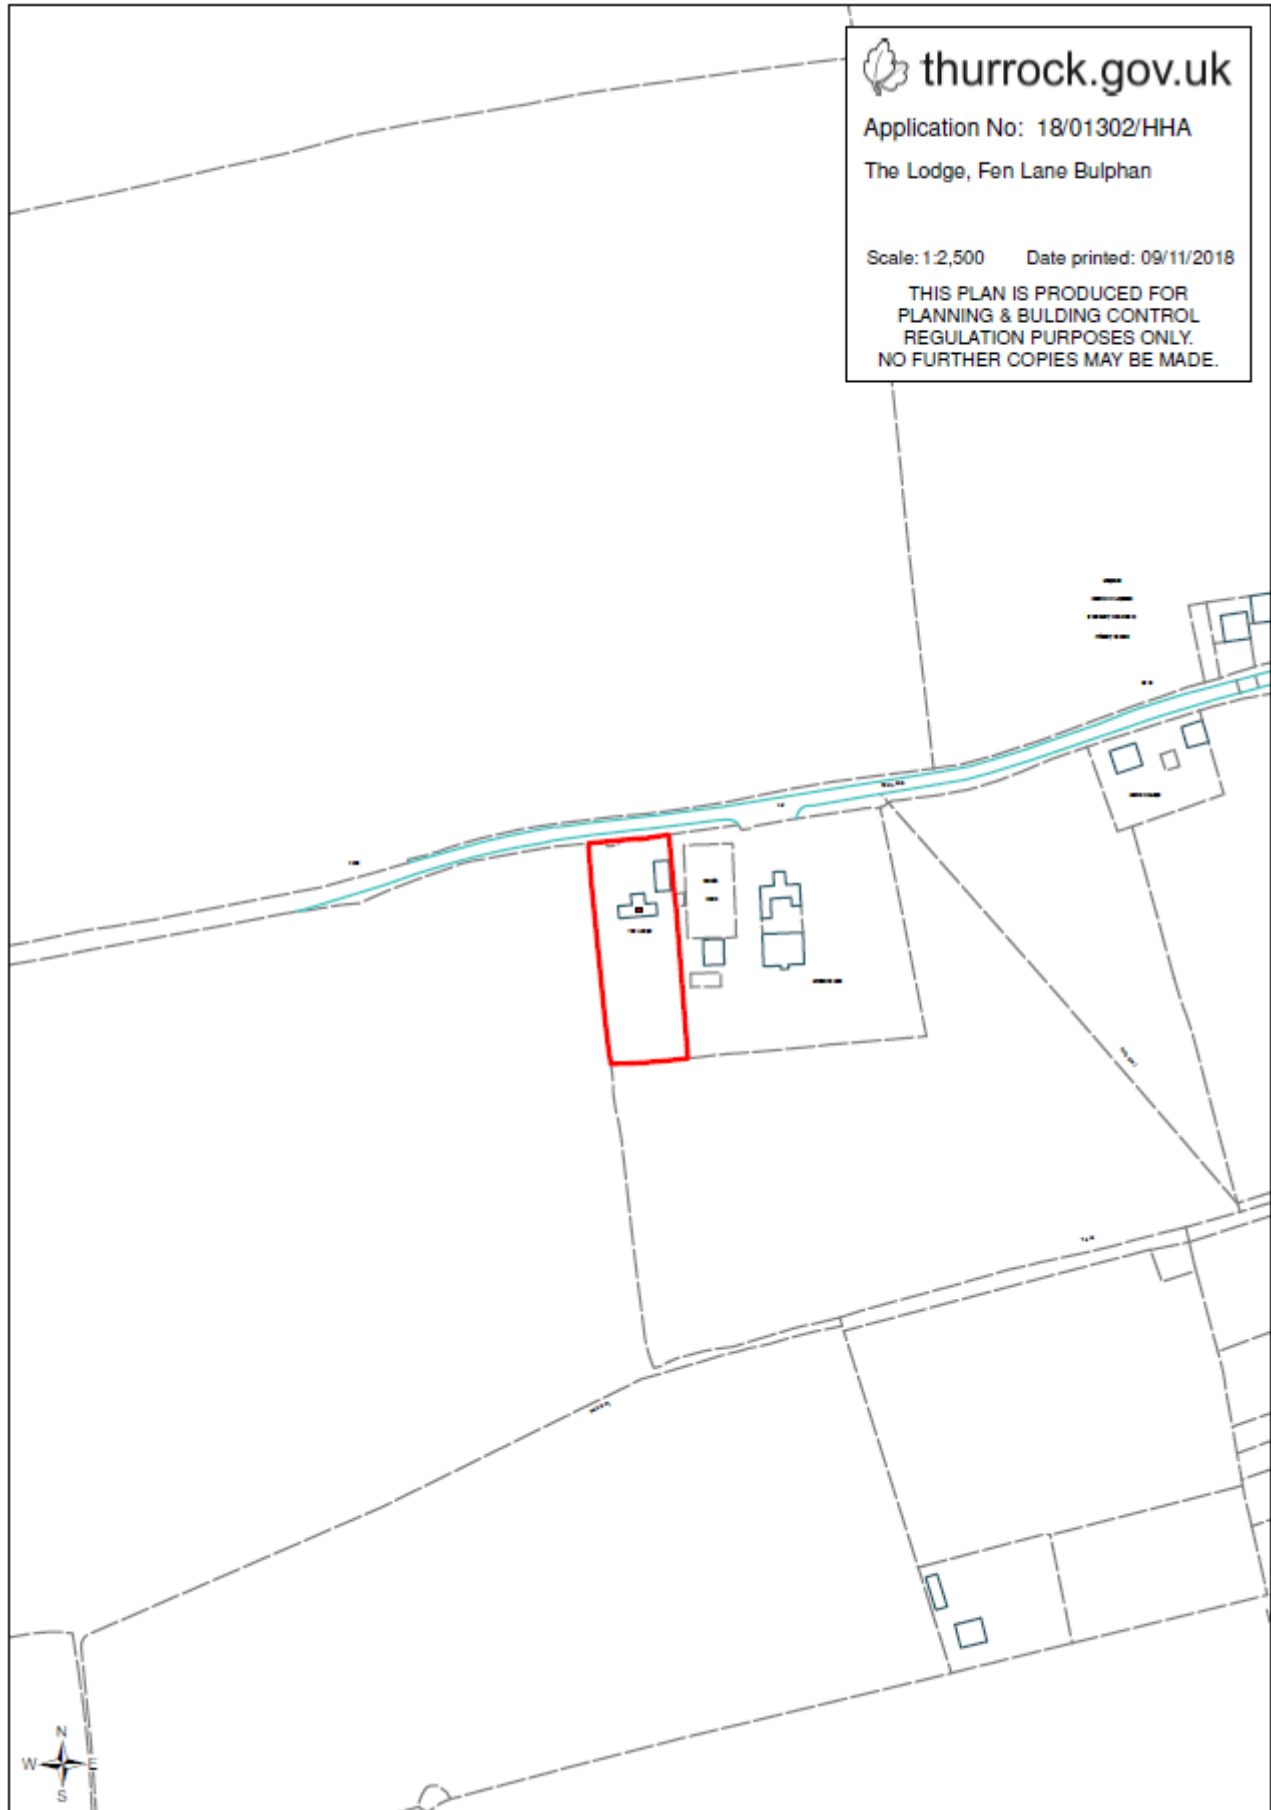 thurrock.gov.uk
Application No: 18/01302/HHA
The Lodge, Fen Lane Bulphan
Scale: 1:2,500 Date printed: 09/11/2018
THIS PLAN IS PRODUCED FOR
PLANNING & BULDING CONTROL
REGULATION PURPOSES ONLY.
NO FURTHER COPIES MAY BE MADE.
N
W E
S